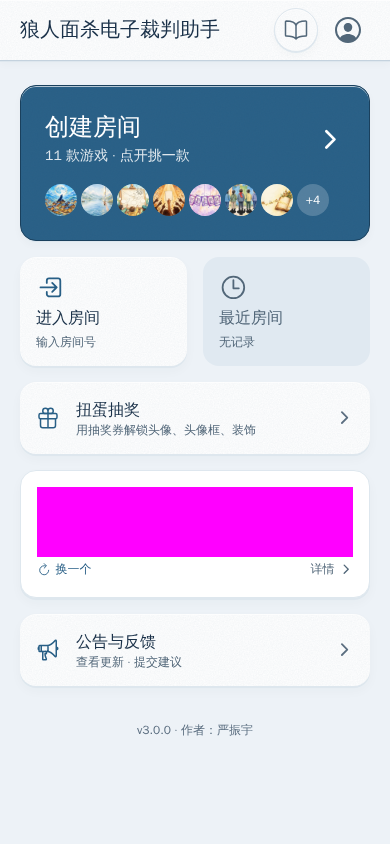 狼人面杀电子裁判助手
创建房间
11 款游戏 · 点开挑一款
+4
进入房间
输入房间号
最近房间
无记录
扭蛋抽奖
用抽奖券解锁头像、头像框、装饰
换一个
详情
公告与反馈
查看更新 · 提交建议
v3.0.0 · 作者：严振宇